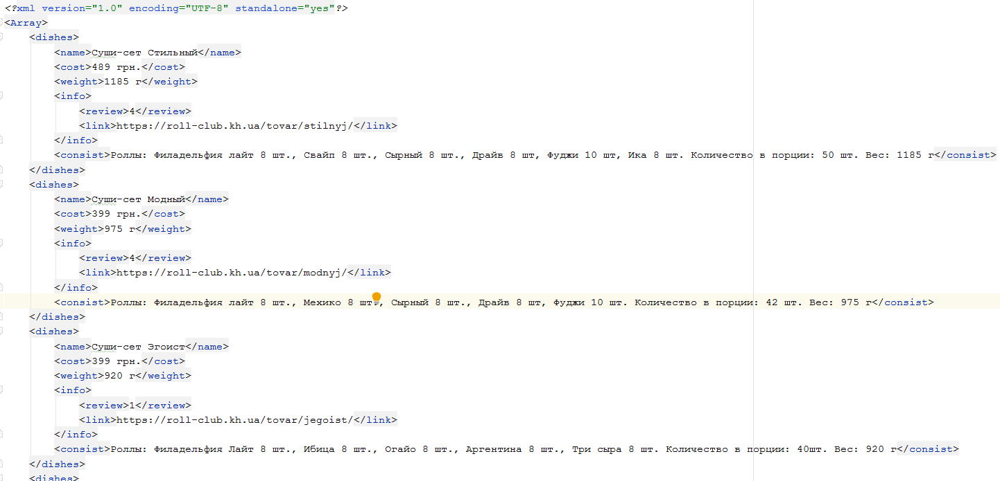 <?xml version="1.0" encoding="UTF-8" standalone="yes"?>
<Array>
<dishes>
<name>Суши-сет Стильный</name>
<cost>489 грн.</cost>
<weight>1185 г</weight>
<info>
<review>4</review>
<link>https://roll-club.kh.ua/tovar/stilnyj/</link>
</info>
<consist>Роллы: Филадельфия лайт 8 шт., Свайп 8 шт., Сырный 8 шт., Драйв 8 шт, Фуджи 10 шт, Ика 8 шт. Количество в порции: 50 шт. Вес: 1185 г</consist>
</dishes>
<dishes>
<name>Суши-сет Модный</name>
<cost>399 грн.</cost>
<weight>975 г</weight>
<info>
<review>4</review>
<link>https://roll-club.kh.ua/tovar/modnyj/</link>
</info>
<consist>Роллы: Филадельфия лайт 8 шт., Мехико 8 шт., Сырный 8 шт., Драйв 8 шт, Фуджи 10 шт. Количество в порции: 42 шт. Вес: 975 г</consist>
</dishes>
<dishes>
<name>Суши-сет Эгоист</name>
<cost>399 грн.</cost>
<weight>920 г</weight>
<info>
<review>1</review>
<link>https://roll-club.kh.ua/tovar/jegoist/</link>
</info>
<consist>Роллы: Филадельфия Лайт 8 шт., Ибица 8 шт., Огайо 8 шт., Аргентина 8 шт., Три сыра 8 шт. Количество в порции: 40шт. Вес: 920 г</consist>
</dishes>
<dishes>